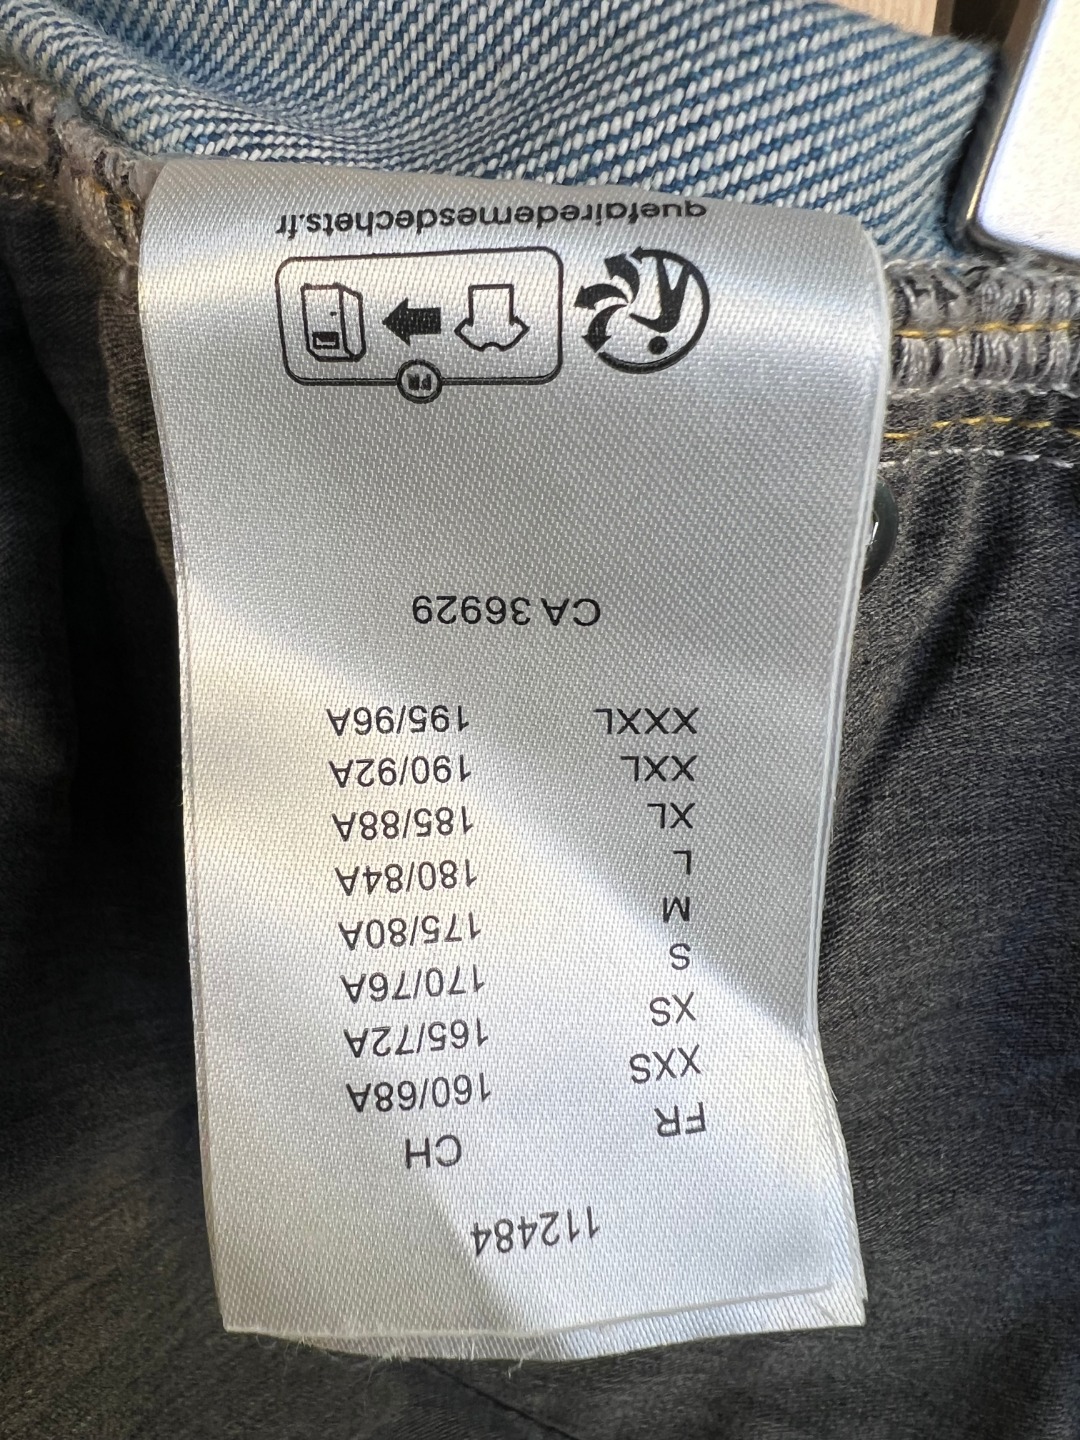 112484
FR CH
XXS 160/68A
XS 165/72A
S 170/76A
M 175/80A
L 180/84A
XL 185/88A
XXL 190/92A
XXXL 195/96A
CA 36929
FR
quefairedemesdechets.fr